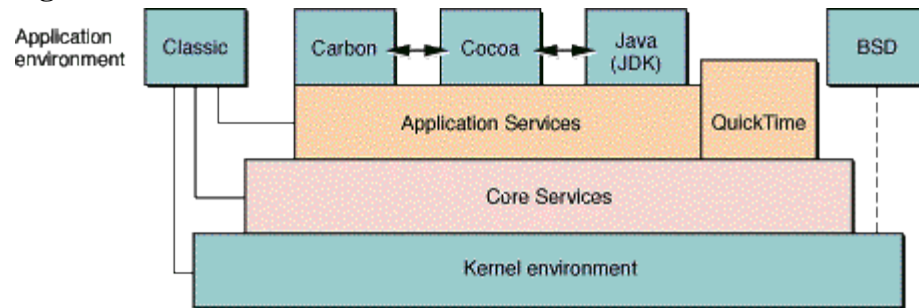 Application
environment
Classic
Carbon
Cocoa
Java
(JDK)
BSD
Application Services
QuickTime
Core Services
Kernel environment